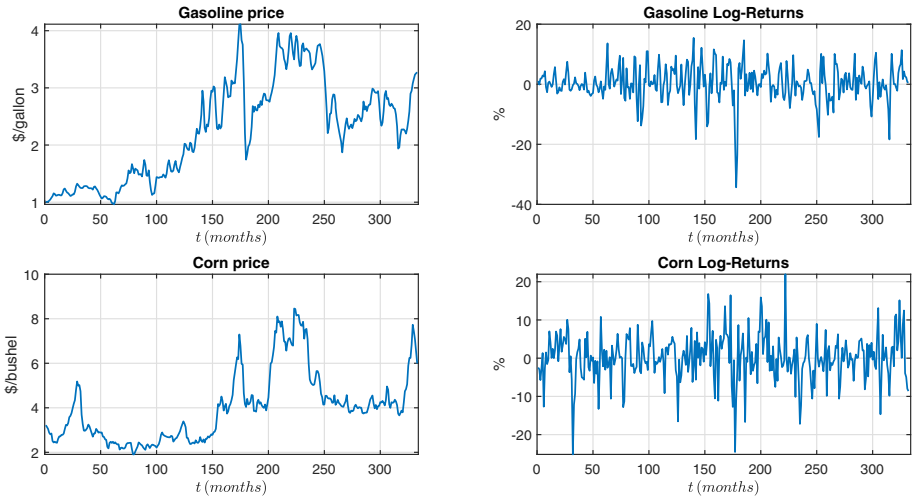 Gasoline price
4
3
2
1
$/gallon
0 50 100 150 200 250 300
t (months)
Gasoline Log-Returns
20
0
-20
-40
%
0 50 100 150 200 250 300
t (months)
Corn price
10
8
6
4
2
$/bushel
0 50 100 150 200 250 300
t (months)
Corn Log-Returns
20
10
0
-10
-20
%
0 50 100 150 200 250 300
t (months)